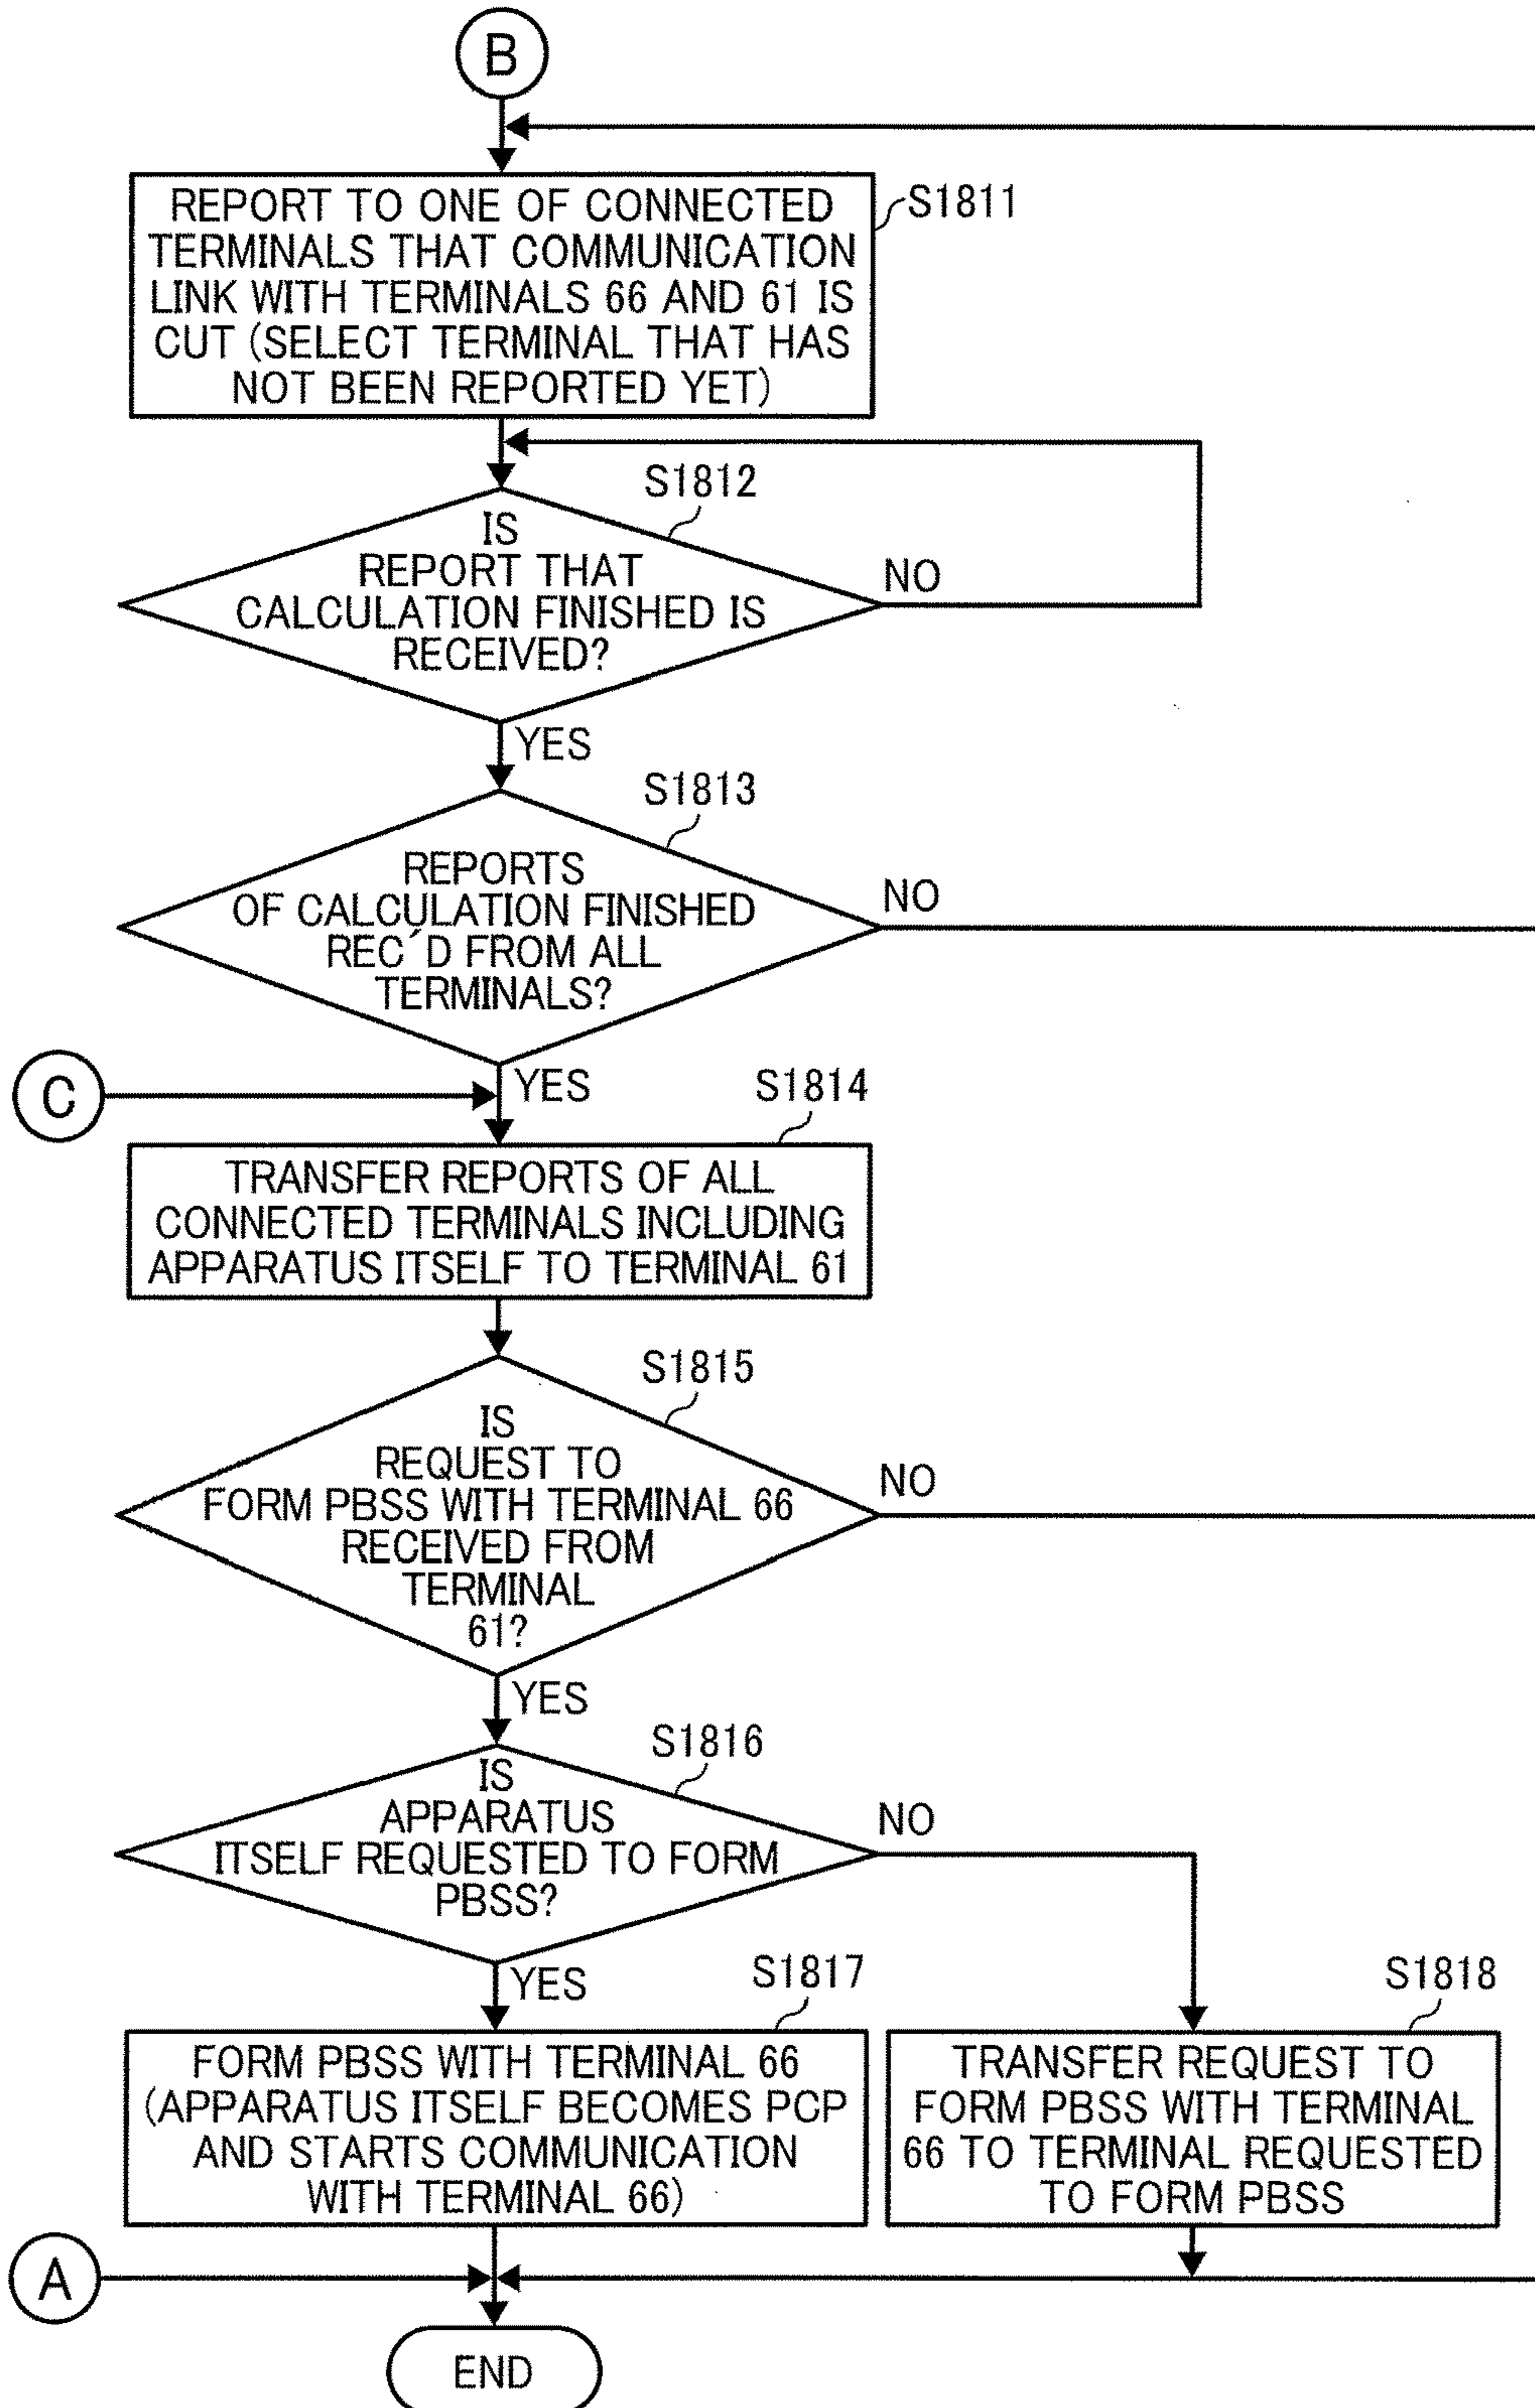 B
REPORT TO ONE OF CONNECTED
TERMINALS THAT COMMUNICATION
LINK WITH TERMINALS 66 AND 61 IS
CUT (SELECT TERMINAL THAT HAS
NOT BEEN REPORTED YET)
S1811
S1812
IS
REPORT THAT
CALCULATION FINISHED IS
RECEIVED?
NO
YES
S1813
REPORTS
OF CALCULATION FINISHED
REC´D FROM ALL
TERMINALS?
NO
YES
C
S1814
TRANSFER REPORTS OF ALL
CONNECTED TERMINALS INCLUDING
APPARATUS ITSELF TO TERMINAL 61
S1815
IS
REQUEST TO
FORM PBSS WITH TERMINAL 66
RECEIVED FROM
TERMINAL
61?
NO
YES
S1816
IS
APPARATUS
ITSELF REQUESTED TO FORM
PBSS?
NO
YES
S1817
FORM PBSS WITH TERMINAL 66
(APPARATUS ITSELF BECOMES PCP
AND STARTS COMMUNICATION
WITH TERMINAL 66)
S1818
TRANSFER REQUEST TO
FORM PBSS WITH TERMINAL
66 TO TERMINAL REQUESTED
TO FORM PBSS
A
END